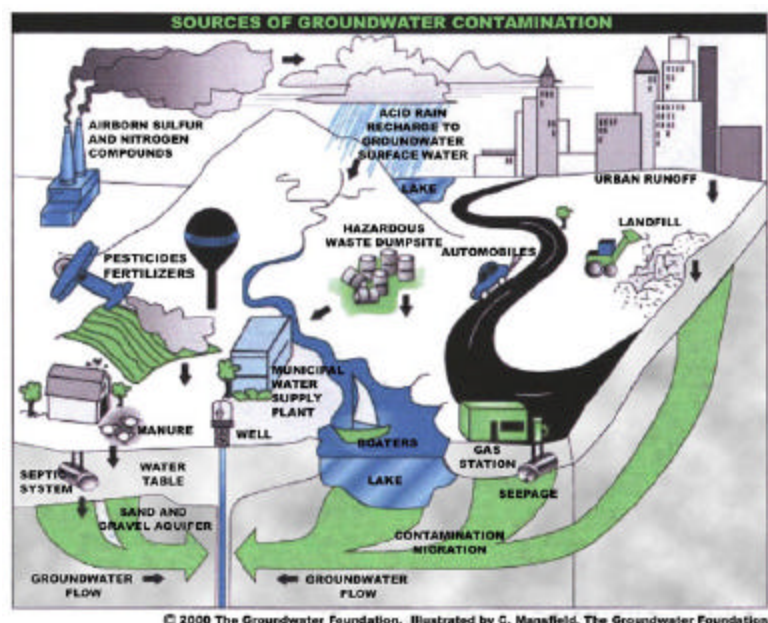 SOURCES OF GROUNDWATER CONTAMINATION
AIRBORN SULFUR
AND NITROGEN
COMPOUNDS
ACID RAIN
RECHARGE TO
GROUNDWATER
SURFACE WATER
LAKE
URBAN RUNOFF
LANDFILL
HAZARDOUS
WASTE DUMPSITE
AUTOMOBILES
PESTICIDES
FERTILIZERS
MUNICIPAL
WATER
SUPPLY
PLANT
MANURE
WELL
BOATERS
GAS
STATION
SEPTIC
SYSTEM
WATER
TABLE
LAKE
SEEPAGE
SAND AND
GRAVEL AQUIFER
CONTAMINATION
MIGRATION
GROUNDWATER
FLOW
GROUNDWATER
FLOW
© 2000 The Groundwater Foundation. Illustrated by C. Mansfield, The Groundwater Foundation